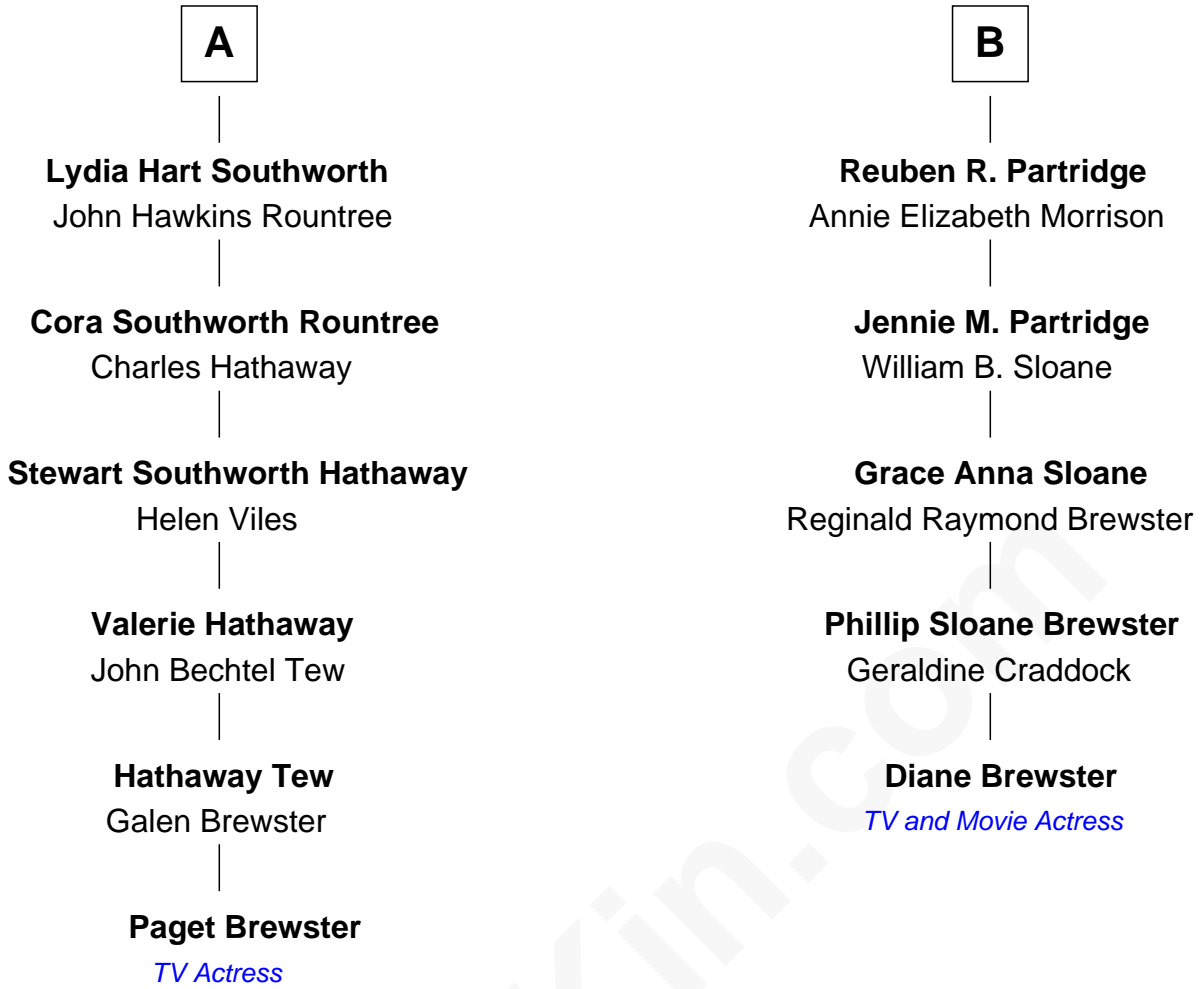 A
Lydia Hart Southworth
John Hawkins Rountree
Cora Southworth Rountree
Charles Hathaway
Stewart Southworth Hathaway
Helen Viles
Valerie Hathaway
John Bechtel Tew
Hathaway Tew
Galen Brewster
Paget Brewster
TV Actress
B
Reuben R. Partridge
Annie Elizabeth Morrison
Jennie M. Partridge
William B. Sloane
Grace Anna Sloane
Reginald Raymond Brewster
Phillip Sloane Brewster
Geraldine Craddock
Diane Brewster
TV and Movie Actress
Kin.com